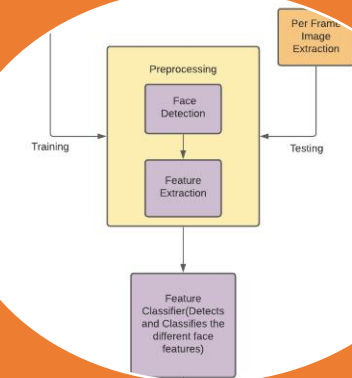 Per Frame
Image
Extraction
Preprocessing
Face
Detection
Training
Testing
Feature
Extraction
Feature
Classifier(Detects
and Classifies the
different face
features)